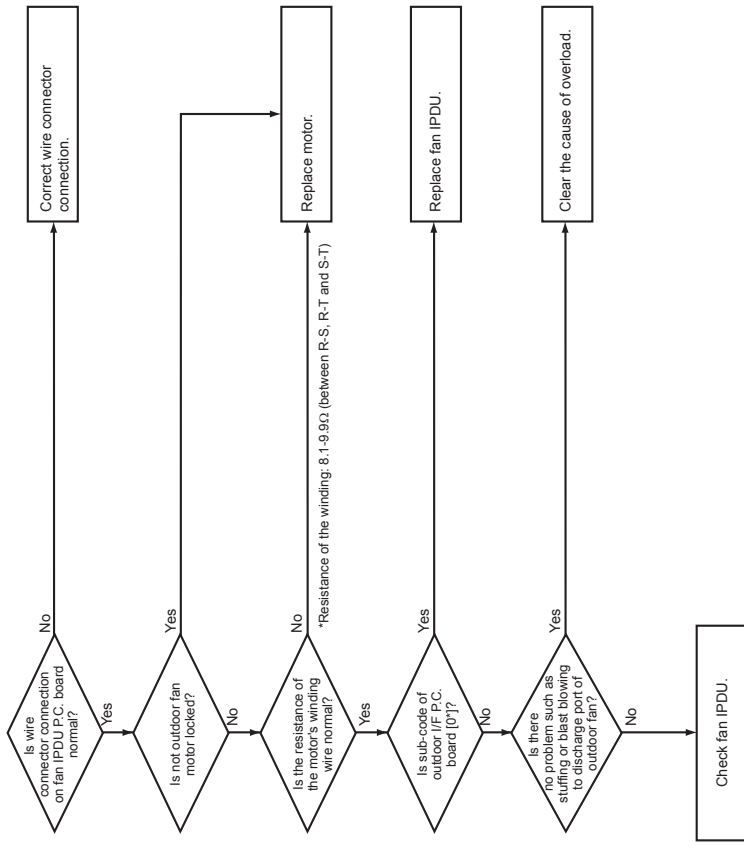 Is wire
connector connection
on fan IPDU P.C. board
normal?
No
Correct wire connector
connection.
Yes
Is not outdoor fan
motor locked?
Yes
No
Is the resistance of
the motor's winding
wire normal?
No
Replace motor.
*Resistance of the winding: 8.1-9.9Ω (between R-S, R-T and S-T)
Yes
Is sub-code of
outdoor I/F P.C.
board [0*]?
Yes
Replace fan IPDU.
No
Is there
no problem such as
stuffing or blast blowing
to discharge port of
outdoor fan?
Yes
Clear the cause of overload.
No
Check fan IPDU.